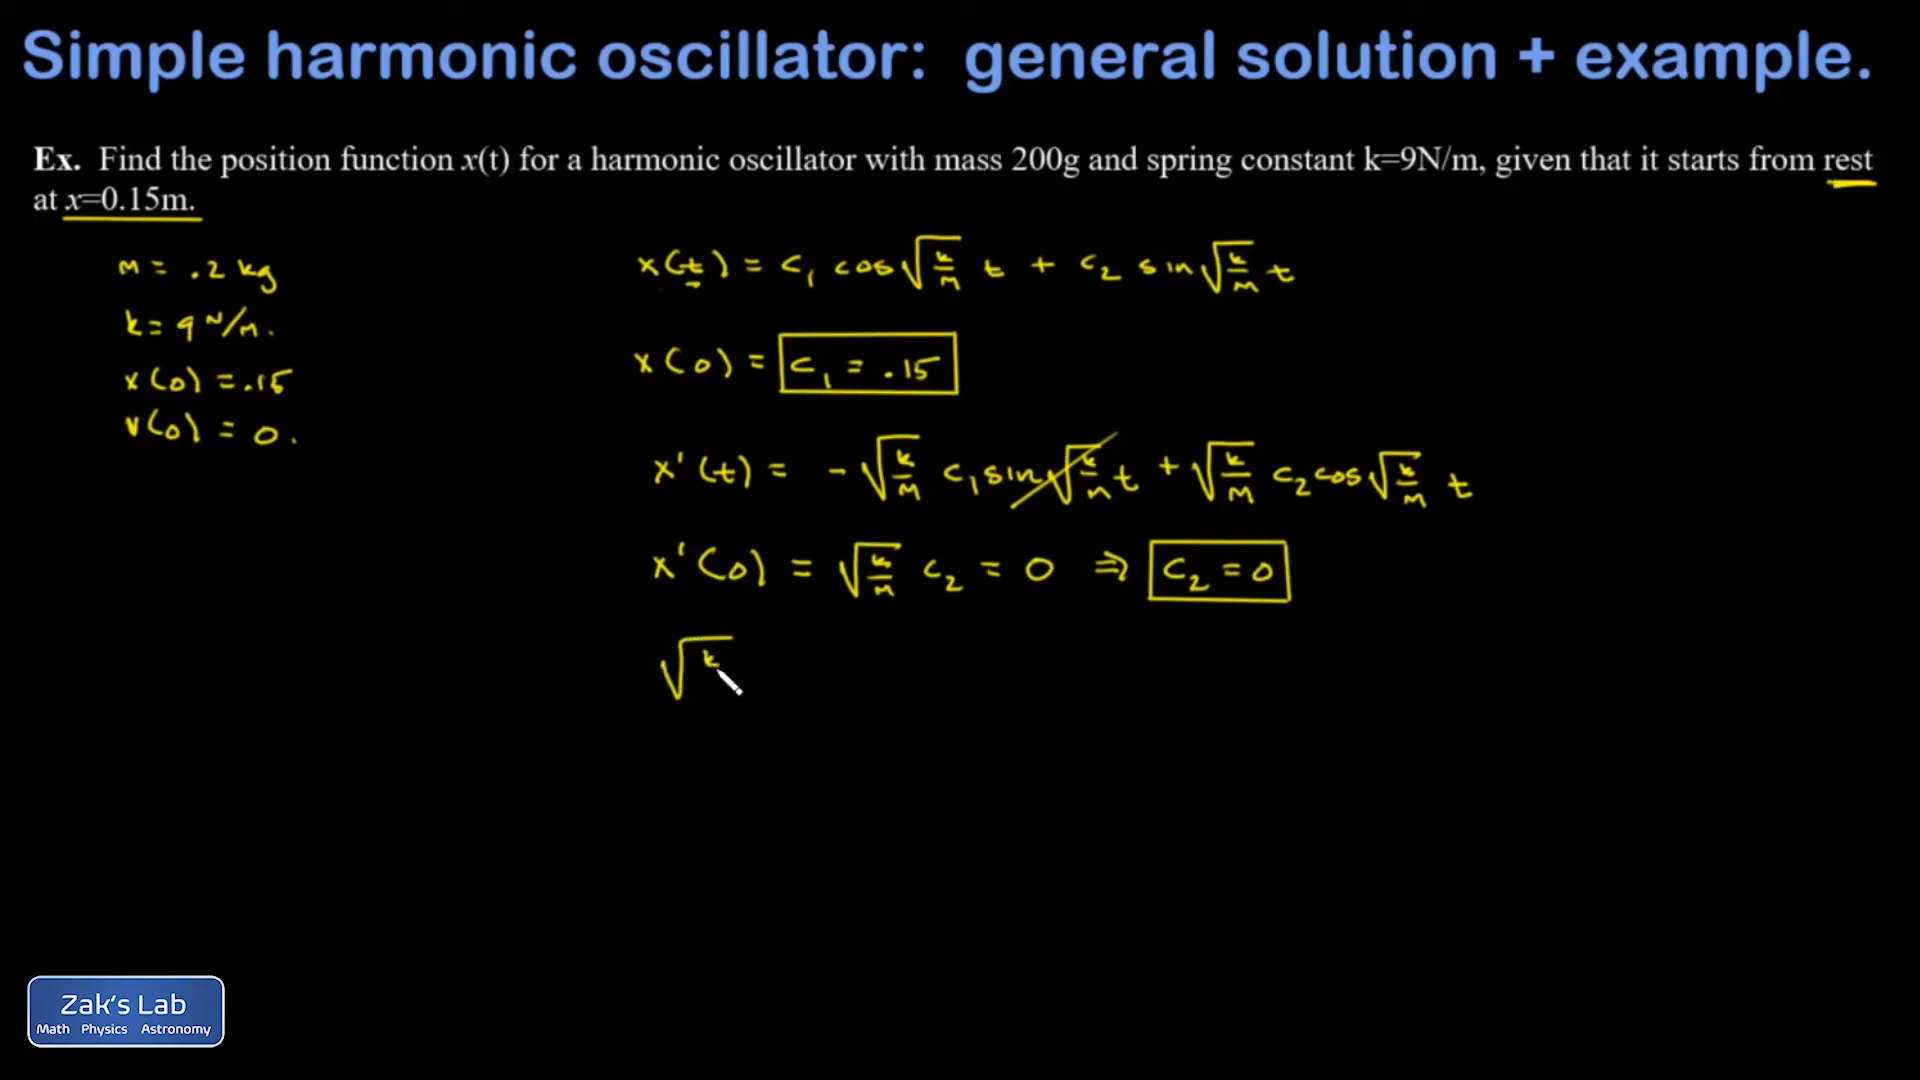 Simple harmonic oscillator: general solution + example.
Ex. Find the position function x(t) for a harmonic oscillator with mass 200g and spring constant k=9N/m, given that it starts from rest
at x=0.15m.
m = .2 kg
k = 9 N/m.
x(0) = .15
v(0) = 0.
x(t) = c₁ cos√(k/m) t + c₂ sin√(k/m) t
x(0) = c₁ = .15
x'(t) = -√(k/m) c₁ sin√(k/m) t + √(k/m) c₂ cos√(k/m) t
x'(0) = √(k/m) c₂ = 0 ⇒ c₂ = 0
√k
Zak's Lab
Math Physics Astronomy